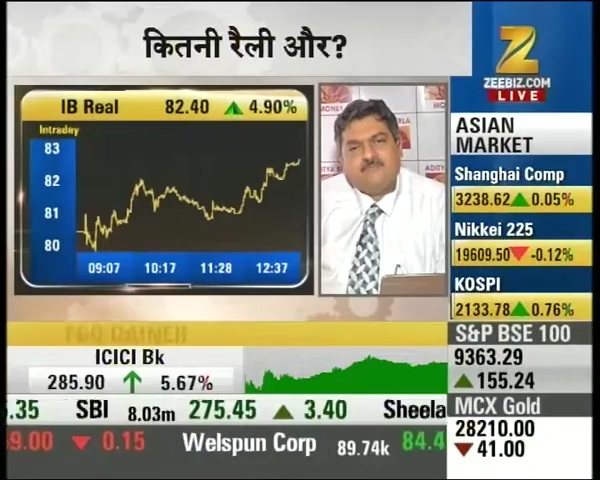 कितनी रैली और?
ZEEBIZ.COM
LIVE
IB Real 82.40 4.90%
Intraday
83
82
81
80
09:07 10:17 11:28 12:37
MONEY
ADITYA
ASIAN
MARKET
Shanghai Comp
3238.62 0.05%
Nikkei 225
19609.50 -0.12%
KOSPI
2133.78 0.76%
S&P BSE 100
9363.29
155.24
MCX Gold
28210.00
41.00
F&O GAINER
ICICI Bk
285.90 5.67%
.35 SBI 8.03m 275.45 3.40 Sheela
9.00 0.15 Welspun Corp 89.74k 84.4